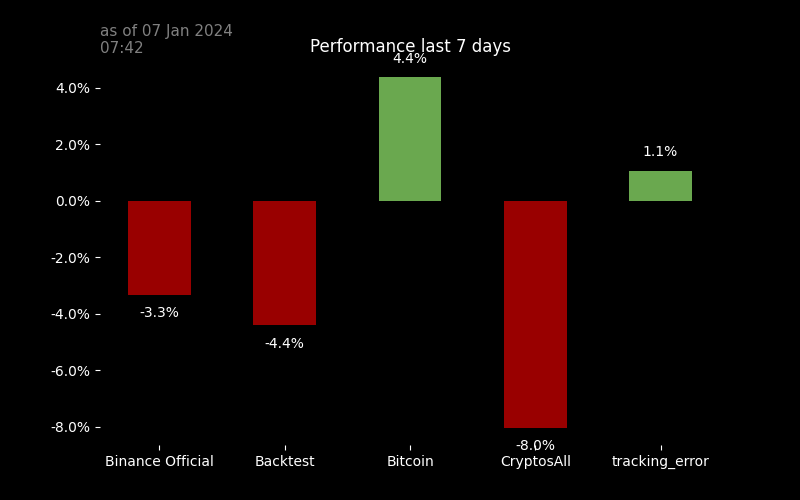 as of 07 Jan 2024
07:42
Performance last 7 days
4.4%
4.0%
2.0%
1.1%
0.0%
-2.0%
-3.3%
-4.0%
-4.4%
-6.0%
-8.0%
-8.0%
Binance Official
Backtest
Bitcoin
CryptosAll
tracking_error